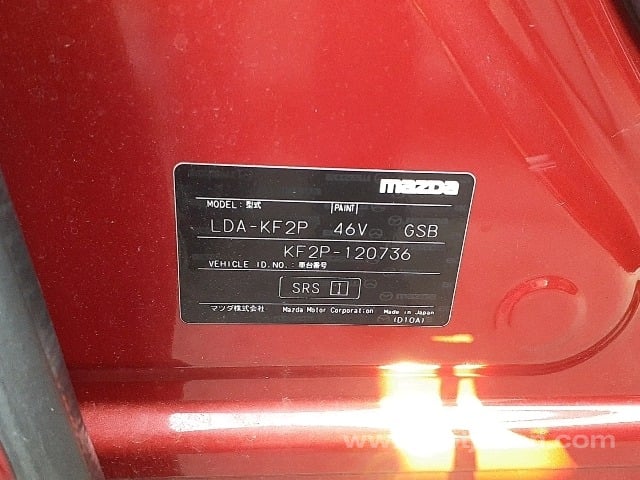 mazda
MODEL:型式 PAINT
LDA-KF2P 46V GSB
KF2P-120736
VEHICLE ID.NO.:車台番号
SRS I
マツダ株式会社 Mazda Motor Corporation Made in Japan
(D10A)